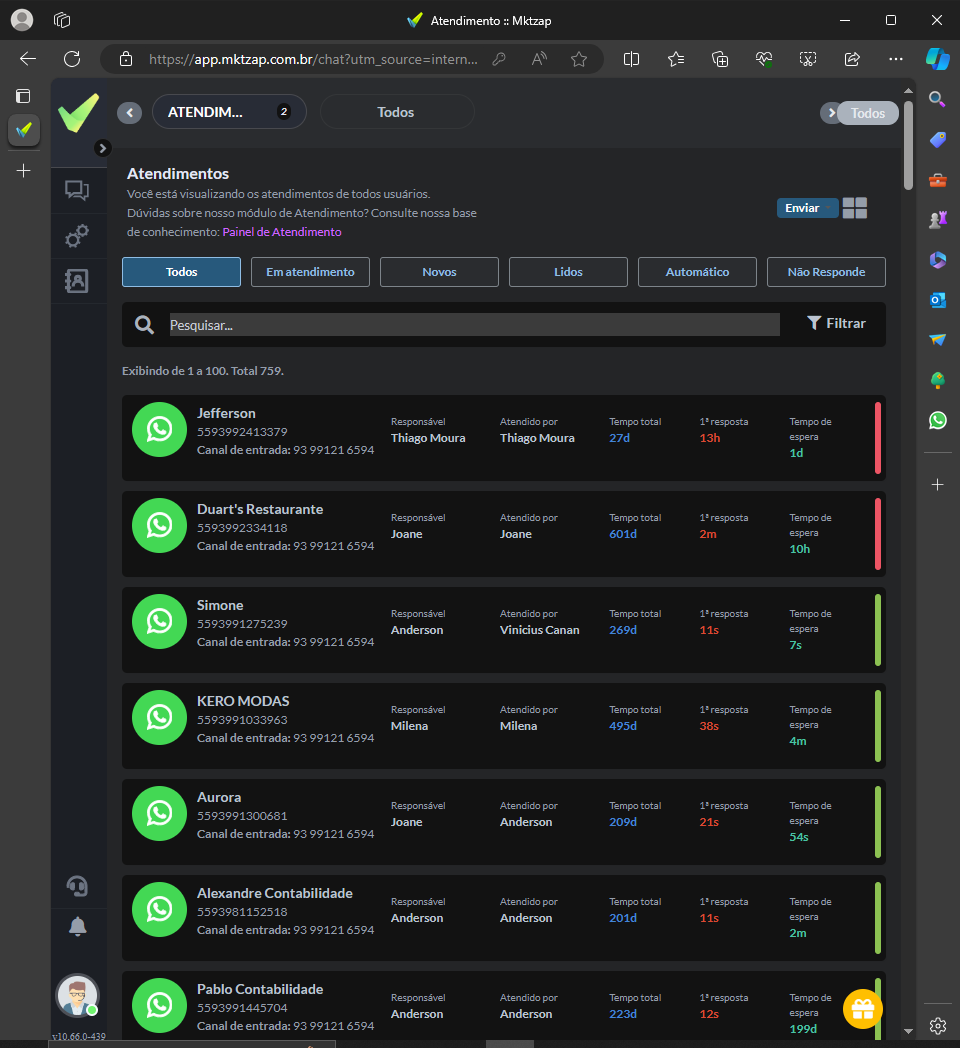 Atendimento :: Mktzap
https://app.mktzap.com.br/chat?utm_source=intern...
ATENDIM...
2
Todos
Todos
Atendimentos
Você está visualizando os atendimentos de todos usuários.
Dúvidas sobre nosso módulo de Atendimento? Consulte nossa base
de conhecimento: Painel de Atendimento
Enviar
Todos
Em atendimento
Novos
Lidos
Automático
Não Responde
Pesquisar...
Filtrar
Exibindo de 1 a 100. Total 759.
Jefferson
5593992413379
Canal de entrada: 93 99121 6594
Responsável
Thiago Moura
Atendido por
Thiago Moura
Tempo total
27d
1ª resposta
13h
Tempo de
espera
1d
Duart's Restaurante
5593992334118
Canal de entrada: 93 99121 6594
Responsável
Joane
Atendido por
Joane
Tempo total
601d
1ª resposta
2m
Tempo de
espera
10h
Simone
5593991275239
Canal de entrada: 93 99121 6594
Responsável
Anderson
Atendido por
Vinicius Canan
Tempo total
269d
1ª resposta
11s
Tempo de
espera
7s
KERO MODAS
5593991033963
Canal de entrada: 93 99121 6594
Responsável
Milena
Atendido por
Milena
Tempo total
495d
1ª resposta
38s
Tempo de
espera
4m
Aurora
5593991300681
Canal de entrada: 93 99121 6594
Responsável
Joane
Atendido por
Anderson
Tempo total
209d
1ª resposta
21s
Tempo de
espera
54s
Alexandre Contabilidade
5593981152518
Canal de entrada: 93 99121 6594
Responsável
Anderson
Atendido por
Anderson
Tempo total
201d
1ª resposta
11s
Tempo de
espera
2m
Pablo Contabilidade
5593991445704
Canal de entrada: 93 99121 6594
Responsável
Anderson
Atendido por
Anderson
Tempo total
223d
1ª resposta
12s
Tempo de
espera
199d
v10.66.0-439